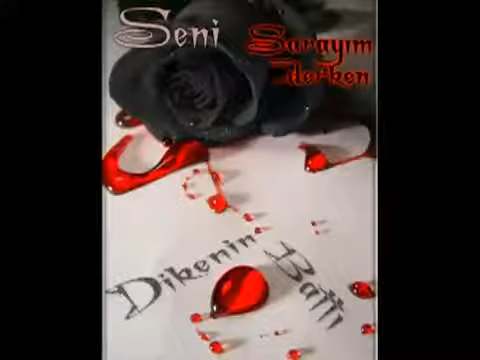 Seni
Sarayım
derken
Dikenin
Battı